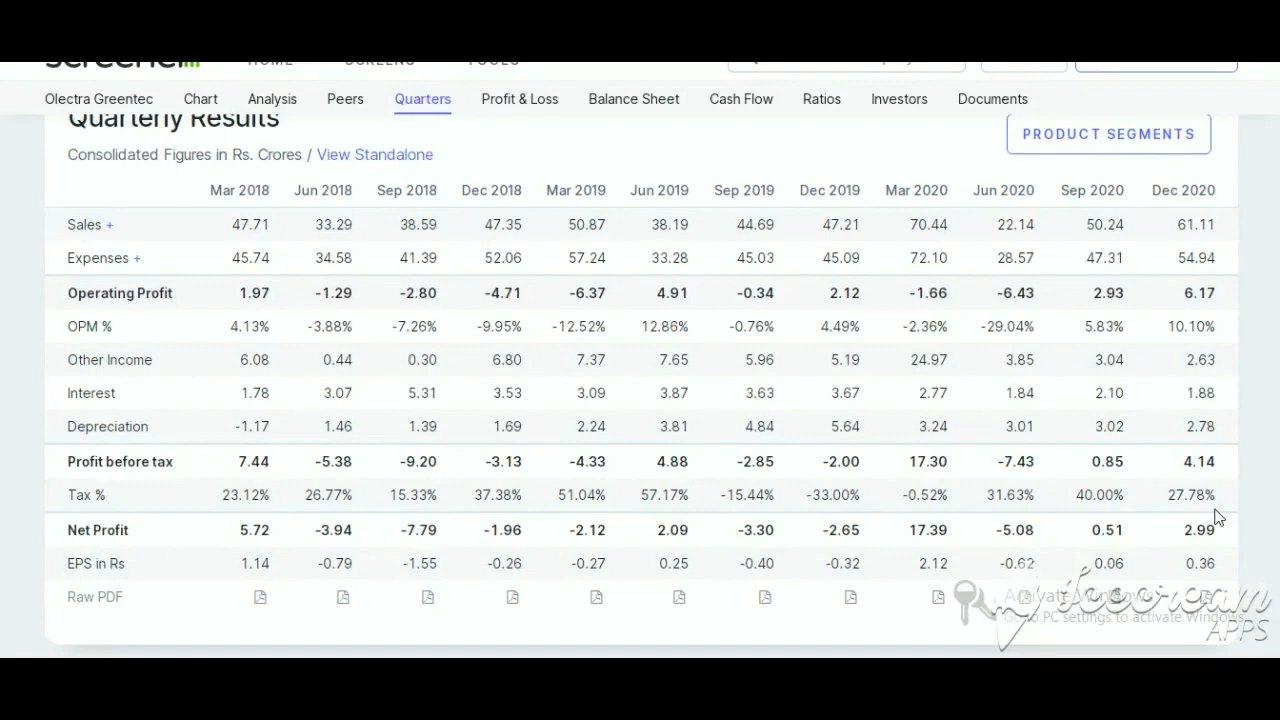 screener
HOME SCREENS TOOLS
Olectra Greentec Chart Analysis Peers Quarters Profit & Loss Balance Sheet Cash Flow Ratios Investors Documents
Quarterly Results
PRODUCT SEGMENTS
Consolidated Figures in Rs. Crores / View Standalone
Mar 2018 Jun 2018 Sep 2018 Dec 2018 Mar 2019 Jun 2019 Sep 2019 Dec 2019 Mar 2020 Jun 2020 Sep 2020 Dec 2020
Sales + 47.71 33.29 38.59 47.35 50.87 38.19 44.69 47.21 70.44 22.14 50.24 61.11
Expenses + 45.74 34.58 41.39 52.06 57.24 33.28 45.03 45.09 72.10 28.57 47.31 54.94
Operating Profit 1.97 -1.29 -2.80 -4.71 -6.37 4.91 -0.34 2.12 -1.66 -6.43 2.93 6.17
OPM % 4.13% -3.88% -7.26% -9.95% -12.52% 12.86% -0.76% 4.49% -2.36% -29.04% 5.83% 10.10%
Other Income 6.08 0.44 0.30 6.80 7.37 7.65 5.96 5.19 24.97 3.85 3.04 2.63
Interest 1.78 3.07 5.31 3.53 3.09 3.87 3.63 3.67 2.77 1.84 2.10 1.88
Depreciation -1.17 1.46 1.39 1.69 2.24 3.81 4.84 5.64 3.24 3.01 3.02 2.78
Profit before tax 7.44 -5.38 -9.20 -3.13 -4.33 4.88 -2.85 -2.00 17.30 -7.43 0.85 4.14
Tax % 23.12% 26.77% 15.33% 37.38% 51.04% 57.17% -15.44% -33.00% -0.52% 31.63% 40.00% 27.78%
Net Profit 5.72 -3.94 -7.79 -1.96 -2.12 2.09 -3.30 -2.65 17.39 -5.08 0.51 2.99
EPS in Rs 1.14 -0.79 -1.55 -0.26 -0.27 0.25 -0.40 -0.32 2.12 -0.62 0.06 0.36
Raw PDF
Activate Windows
Go to PC settings to activate Windows.
Icecream
APPS